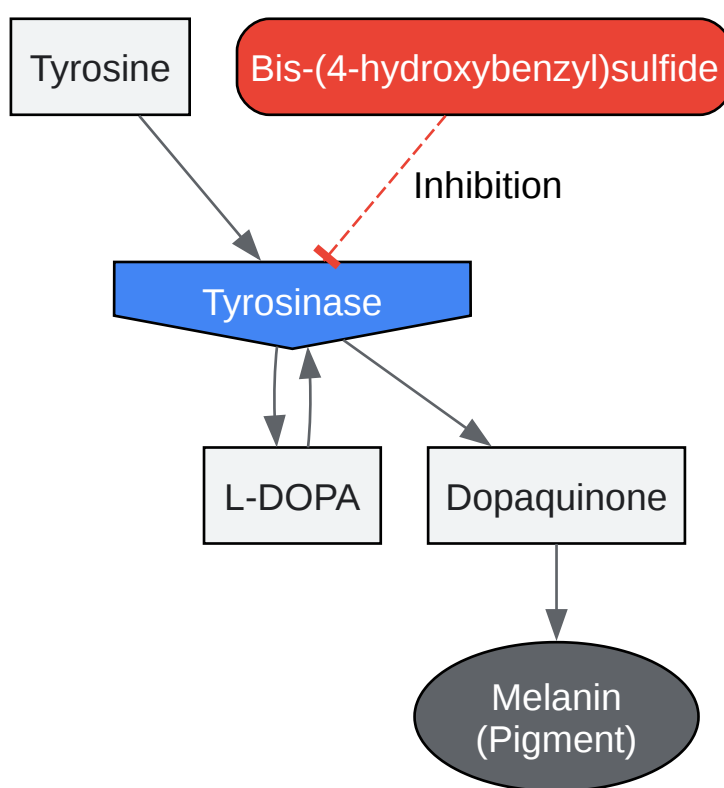 Tyrosine
Bis-(4-hydroxybenzyl)sulfide
Inhibition
Tyrosinase
L-DOPA
Dopaquinone
Melanin
(Pigment)